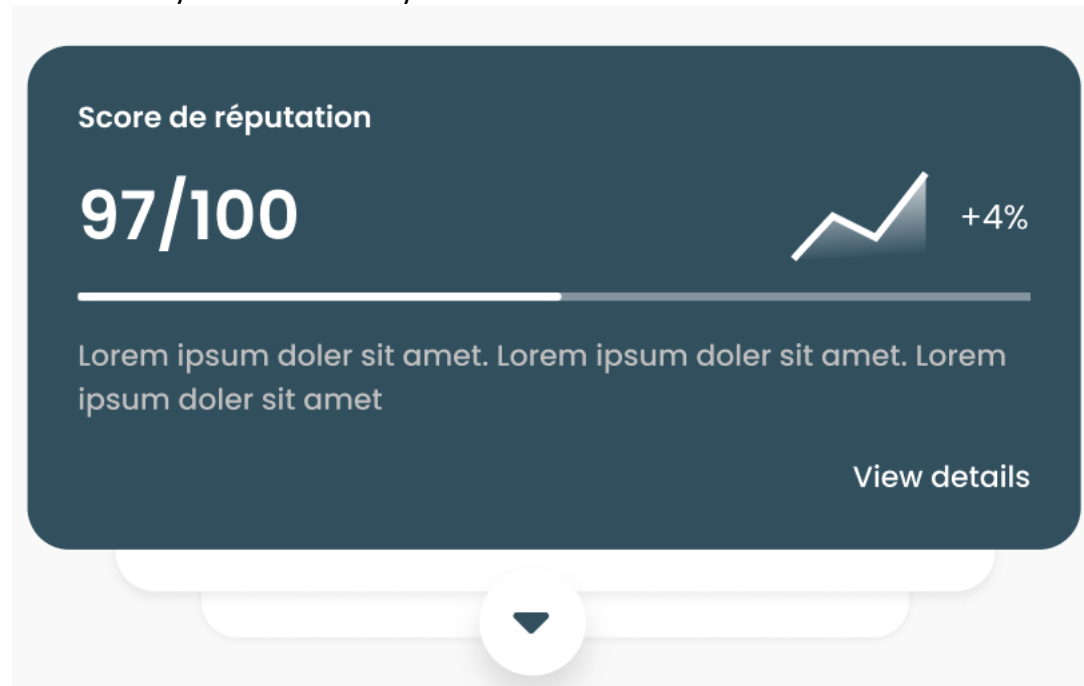 Score de réputation
97/100
+4%
Lorem ipsum doler sit amet. Lorem ipsum doler sit amet. Lorem
ipsum doler sit amet
View details